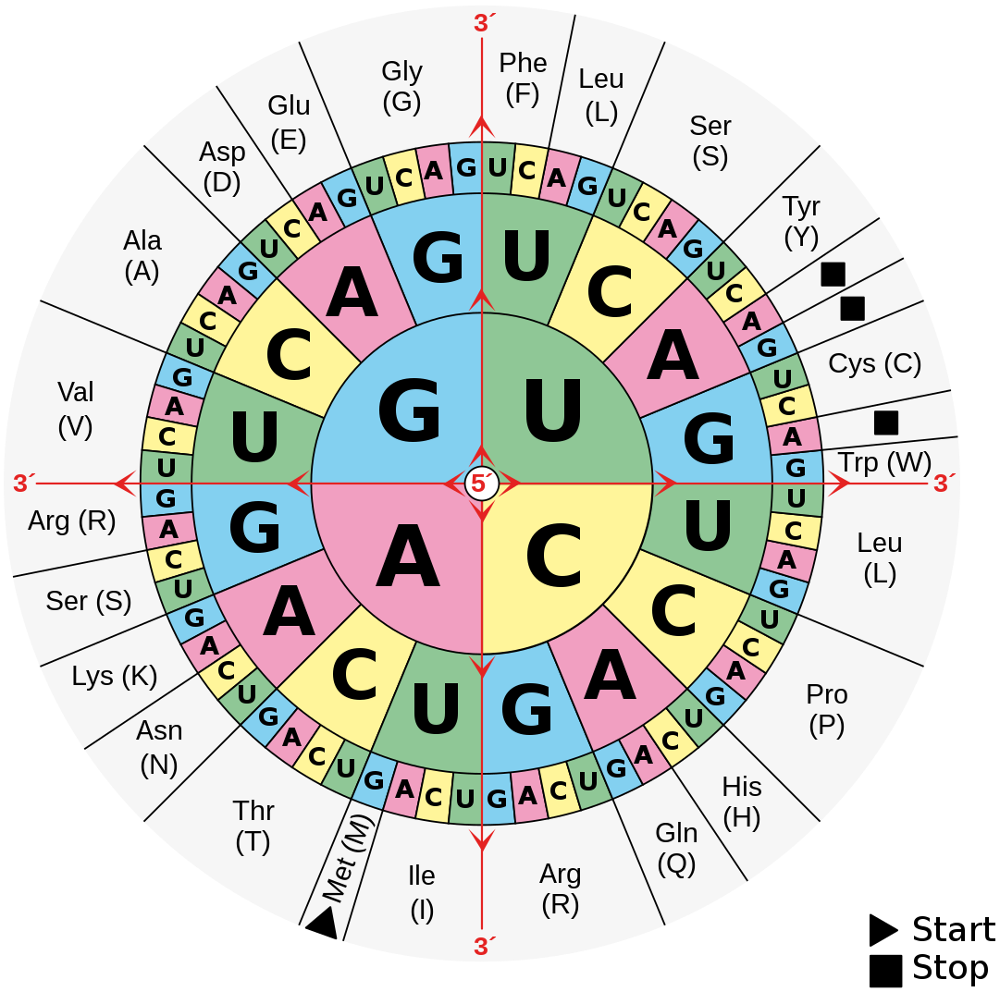 3´
Phe
(F)
Leu
(L)
Ser
(S)
Tyr
(Y)
Cys (C)
Trp (W)
3´
Leu
(L)
Pro
(P)
His
(H)
Gln
(Q)
Arg
(R)
3´
Ile
(I)
Met (M)
Thr
(T)
Asn
(N)
Lys (K)
Ser (S)
Arg (R)
3´
Val
(V)
Ala
(A)
Asp
(D)
Glu
(E)
Gly
(G)
U C A G U C A G U C A G U C A G
U C A G U C A G U C A G U C A G
U C A G U C A G U C A G U C A G
U C A G U C A G U C A G U C A G
U C A G
U C A G
U C A G
U C A G
U C A G
5´
Start
Stop